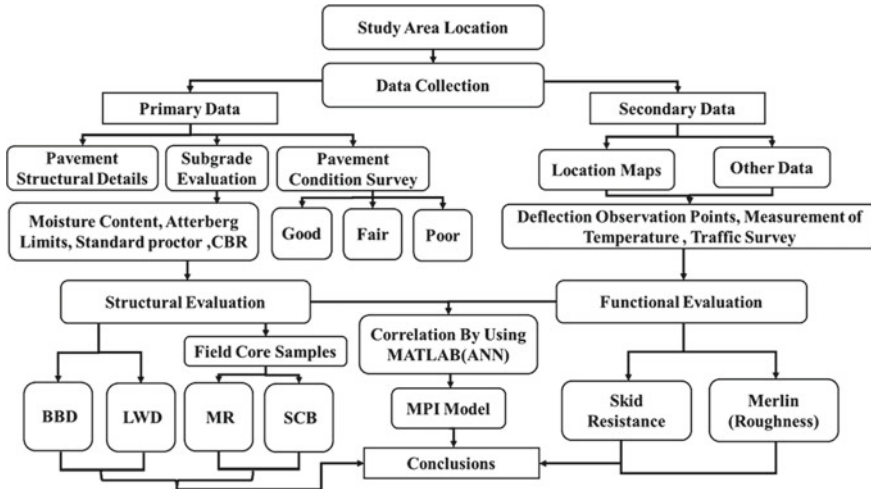 Study Area Location
Data Collection
Primary Data
Secondary Data
Pavement
Structural Details
Subgrade
Evaluation
Pavement
Condition Survey
Location Maps
Other Data
Moisture Content, Atterberg
Limits, Standard proctor ,CBR
Good
Fair
Poor
Deflection Observation Points, Measurement of
Temperature , Traffic Survey
Structural Evaluation
Functional Evaluation
Field Core Samples
Correlation By Using
MATLAB(ANN)
BBD
LWD
MR
SCB
MPI Model
Skid
Resistance
Merlin
(Roughness)
Conclusions